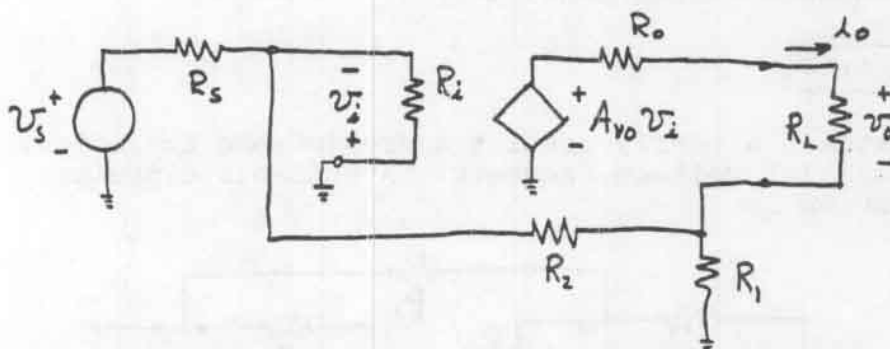 R_o
i_o
R_s
v_s + -
- v_i +
R_i
+ A_vo v_i -
R_L
+ v_o -
R_2
R_1